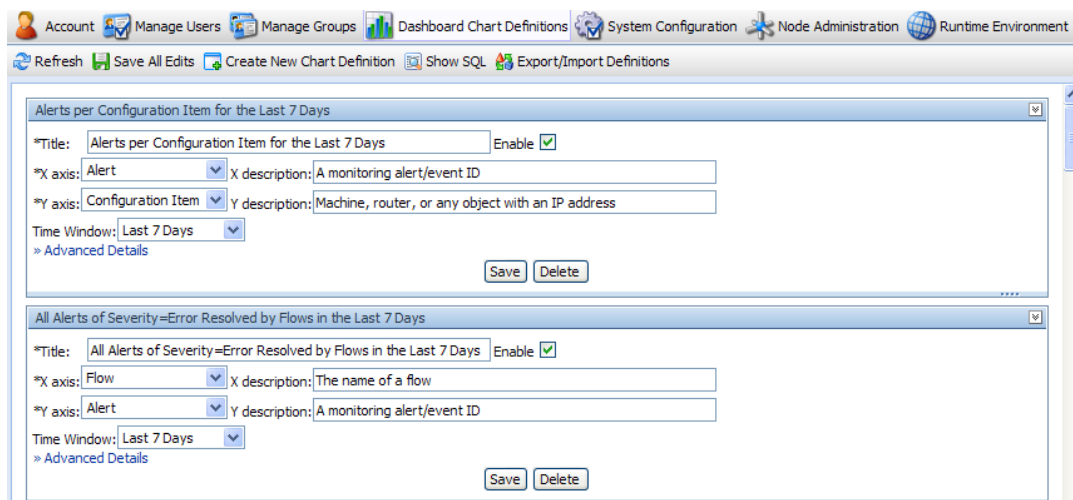 Account Manage Users Manage Groups Dashboard Chart Definitions System Configuration Node Administration Runtime Environment
Refresh Save All Edits Create New Chart Definition Show SQL Export/Import Definitions
Alerts per Configuration Item for the Last 7 Days
*Title: Alerts per Configuration Item for the Last 7 Days Enable
*X axis: Alert X description: A monitoring alert/event ID
*Y axis: Configuration Item Y description: Machine, router, or any object with an IP address
Time Window: Last 7 Days
» Advanced Details
Save Delete
All Alerts of Severity=Error Resolved by Flows in the Last 7 Days
*Title: All Alerts of Severity=Error Resolved by Flows in the Last 7 Days Enable
*X axis: Flow X description: The name of a flow
*Y axis: Alert Y description: A monitoring alert/event ID
Time Window: Last 7 Days
» Advanced Details
Save Delete